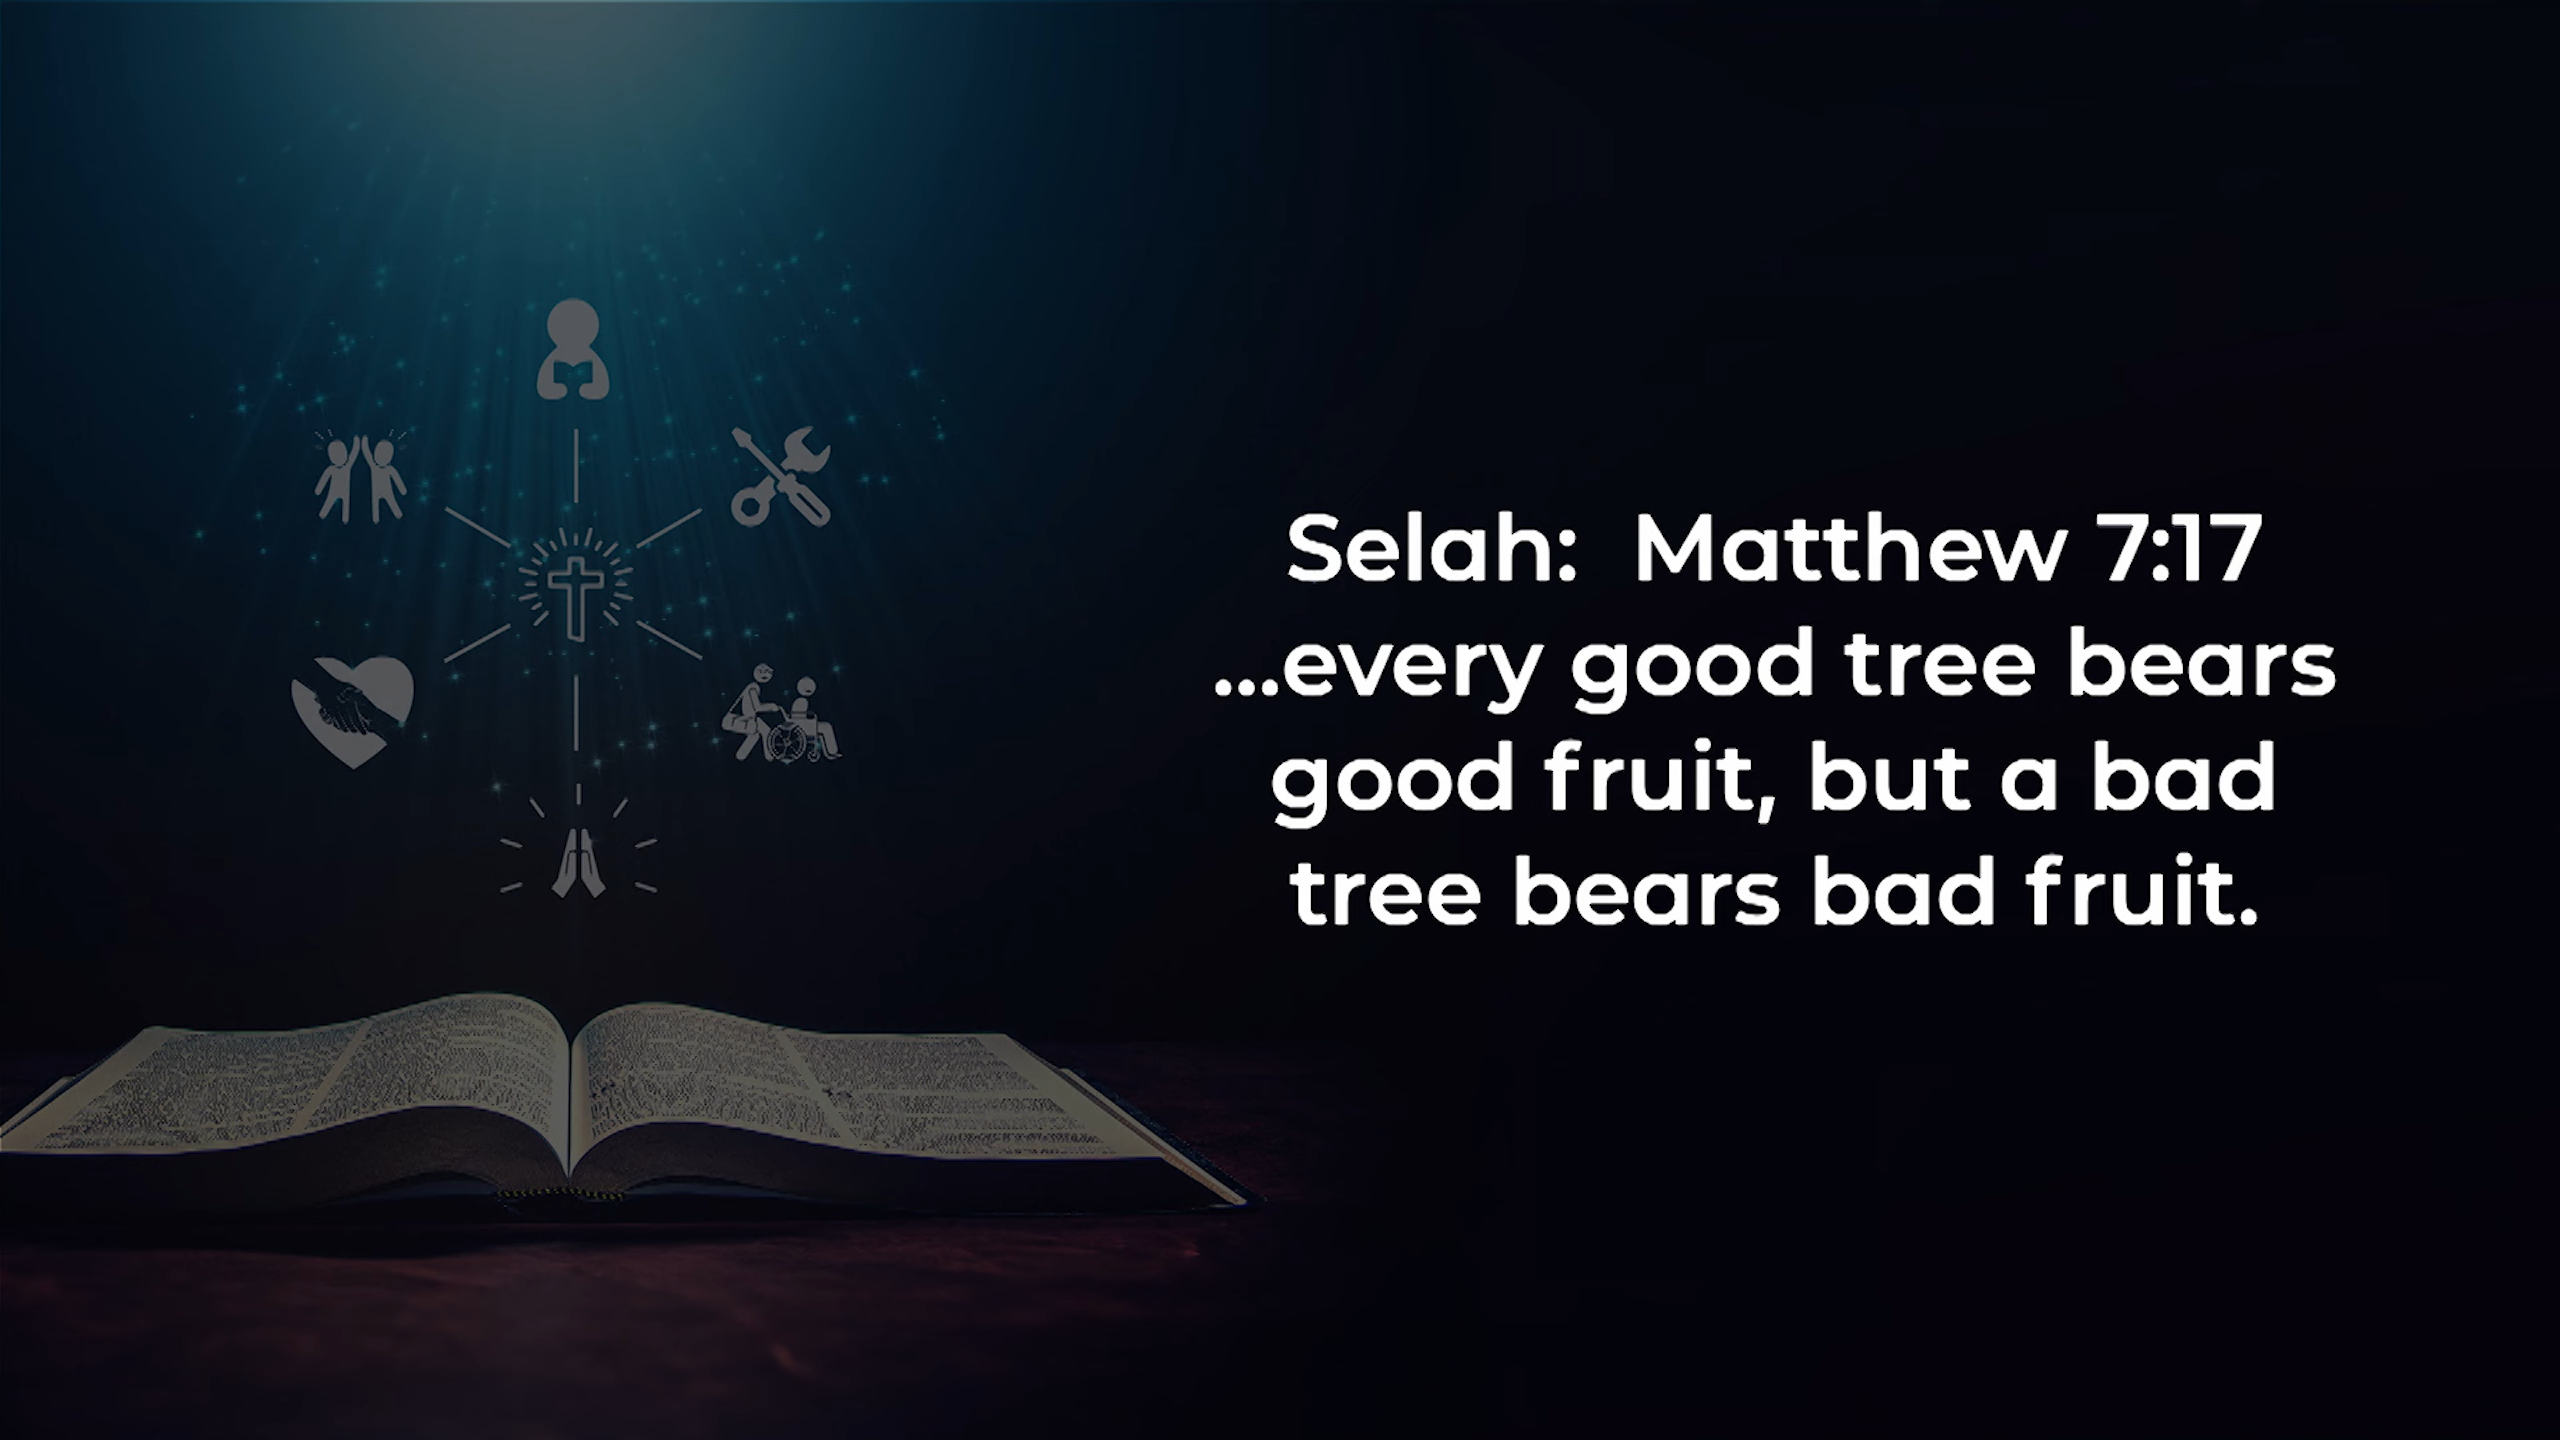 Selah:  Matthew 7:17
...every good tree bears
good fruit, but a bad
tree bears bad fruit.